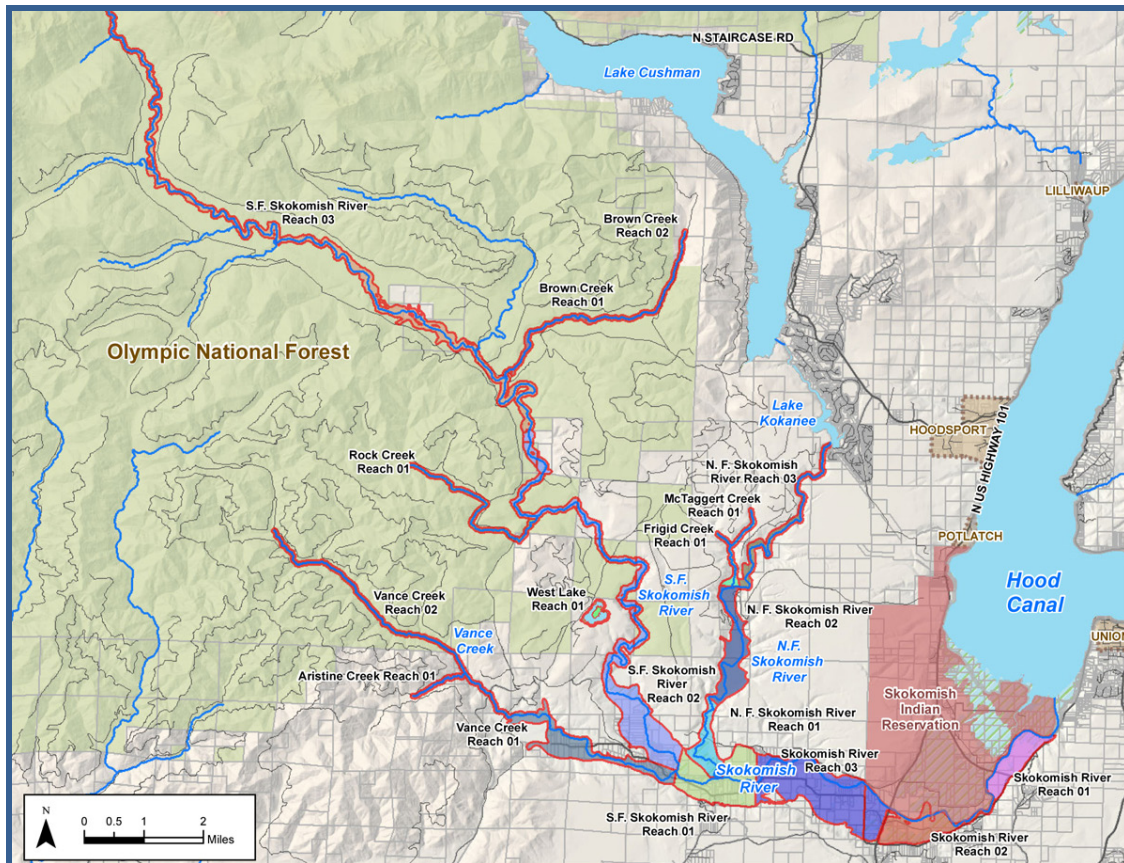 N STAIRCASE RD
Lake Cushman
LILLIWAUP
S.F. Skokomish River
Reach 03
Brown Creek
Reach 02
Brown Creek
Reach 01
Olympic National Forest
Lake
Kokanee
HOODSPORT
N US HIGHWAY 101
Rock Creek
Reach 01
N. F. Skokomish
River Reach 03
McTaggert Creek
Reach 01
Frigid Creek
Reach 01
POTLATCH
Hood
Canal
S.F.
Skokomish
River
West Lake
Reach 01
Vance Creek
Reach 02
N. F. Skokomish River
Reach 02
Vance
Creek
N.F.
Skokomish
River
UNION
Aristine Creek Reach 01
S.F. Skokomish
River
Reach 02
Skokomish
Indian
Reservation
N. F. Skokomish River
Reach 01
Vance Creek
Reach 01
Skokomish River
Reach 03
Skokomish
River
Skokomish River
Reach 01
S.F. Skokomish River
Reach 01
Skokomish River
Reach 02
N
0 0.5 1 2
Miles